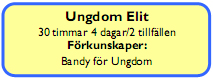 Ungdom Elit
30 timmar 4 dagar/2 tillfällen
Förkunskaper:
Bandy för Ungdom